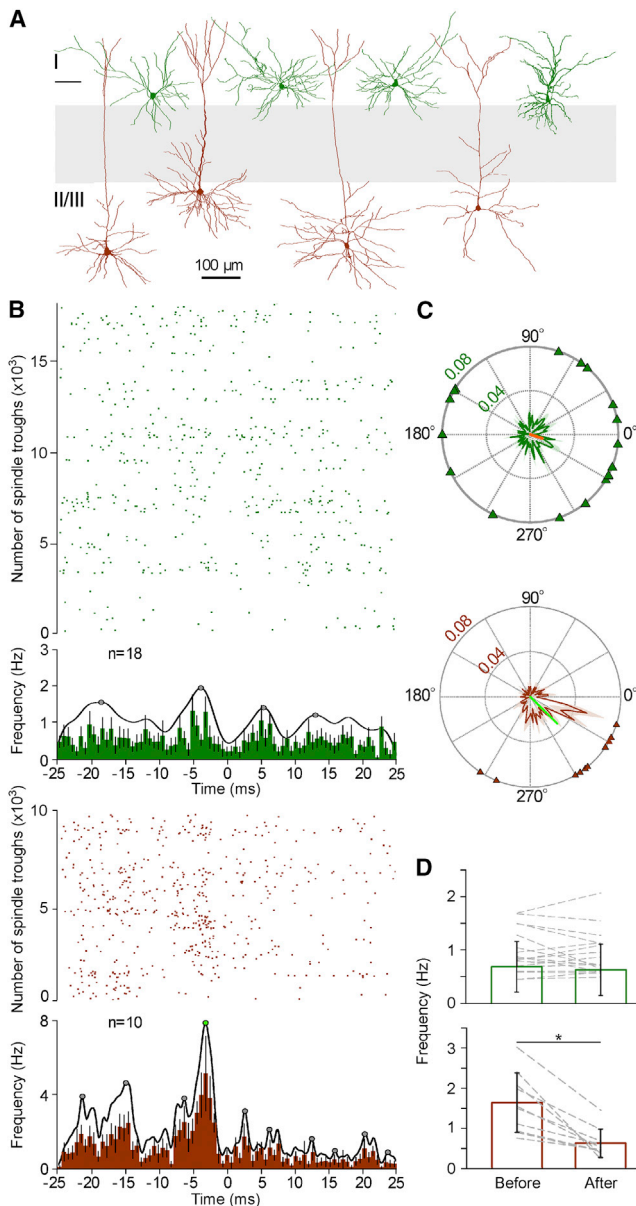 A
I
II/III
100 µm
B
Number of spindle troughs (x10³)
15
10
5
0
n=18
Frequency (Hz)
3
2
1
0
-25 -20 -15 -10 -5 0 5 10 15 20 25
Time (ms)
Number of spindle troughs (x10³)
10
5
0
n=10
Frequency (Hz)
8
4
0
-25 -20 -15 -10 -5 0 5 10 15 20 25
Time (ms)
C
90°
0.08
0.04
180°
0°
270°
90°
0.08
0.04
180°
0°
270°
D
Frequency (Hz)
2
1
0
3
2
1
0
*
Before After